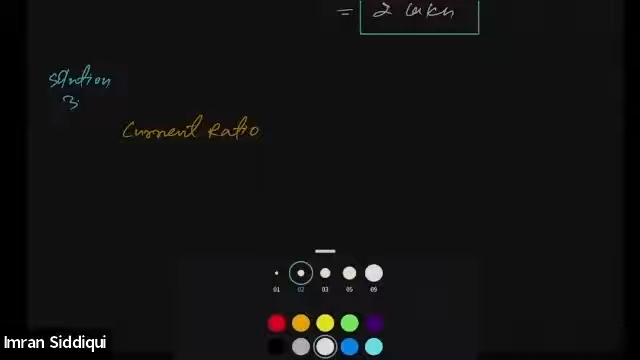 = 2 lakh
Solution
3
Current Ratio
01 02 03 05 09
Imran Siddiqui